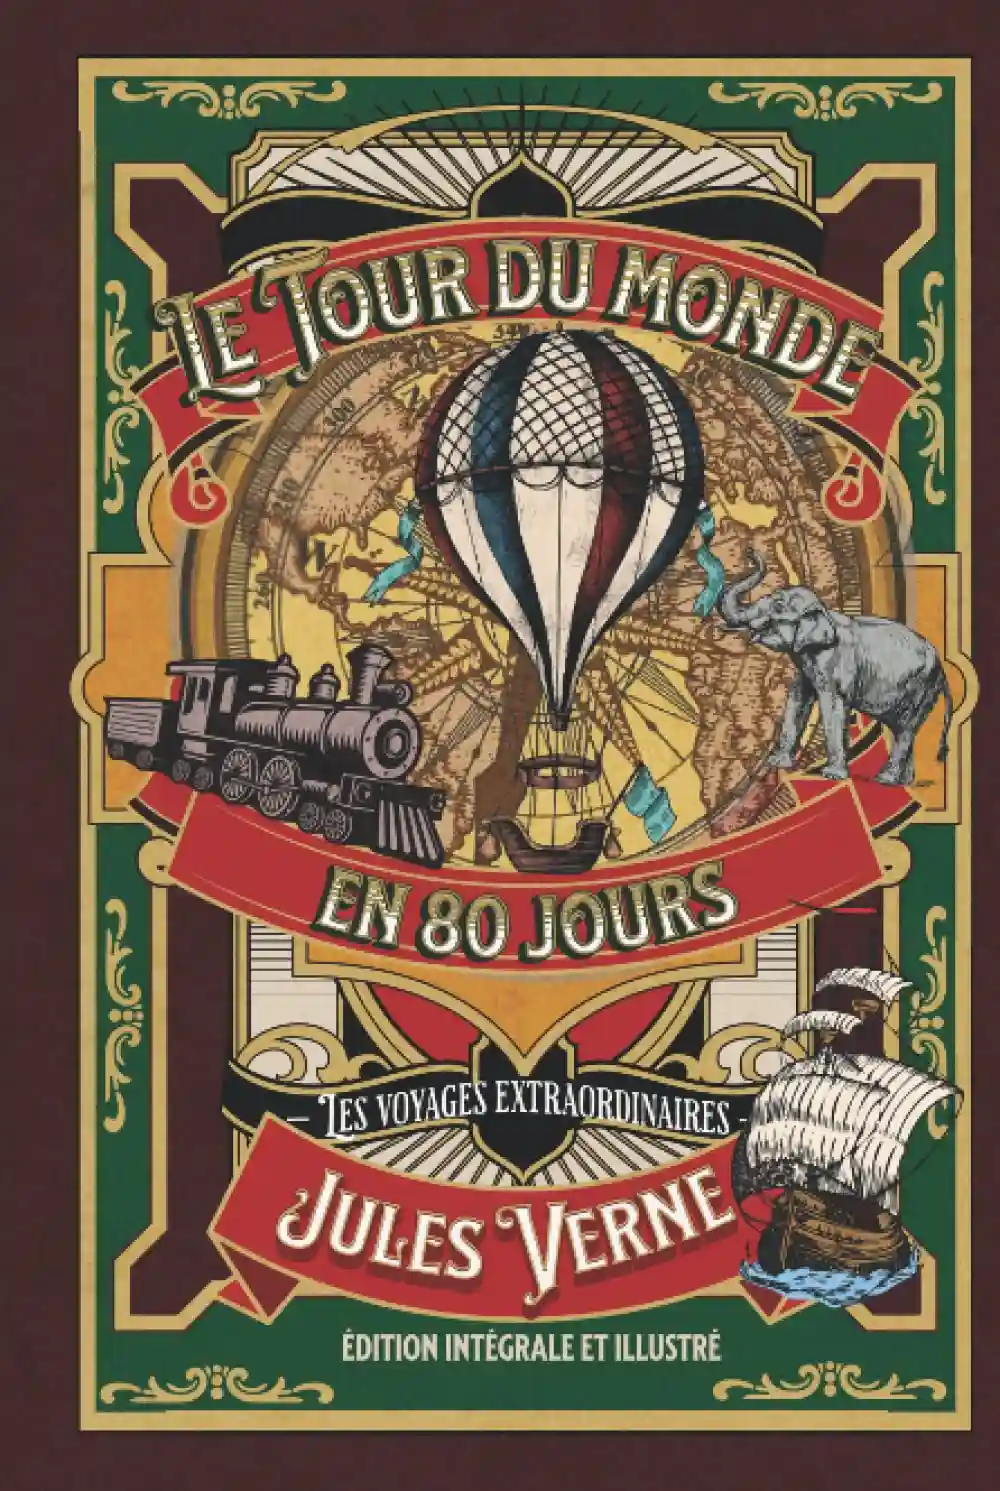 LE TOUR DU MONDE
EN 80 JOURS
– LES VOYAGES EXTRAORDINAIRES -
JULES VERNE
ÉDITION INTÉGRALE ET ILLUSTRÉ